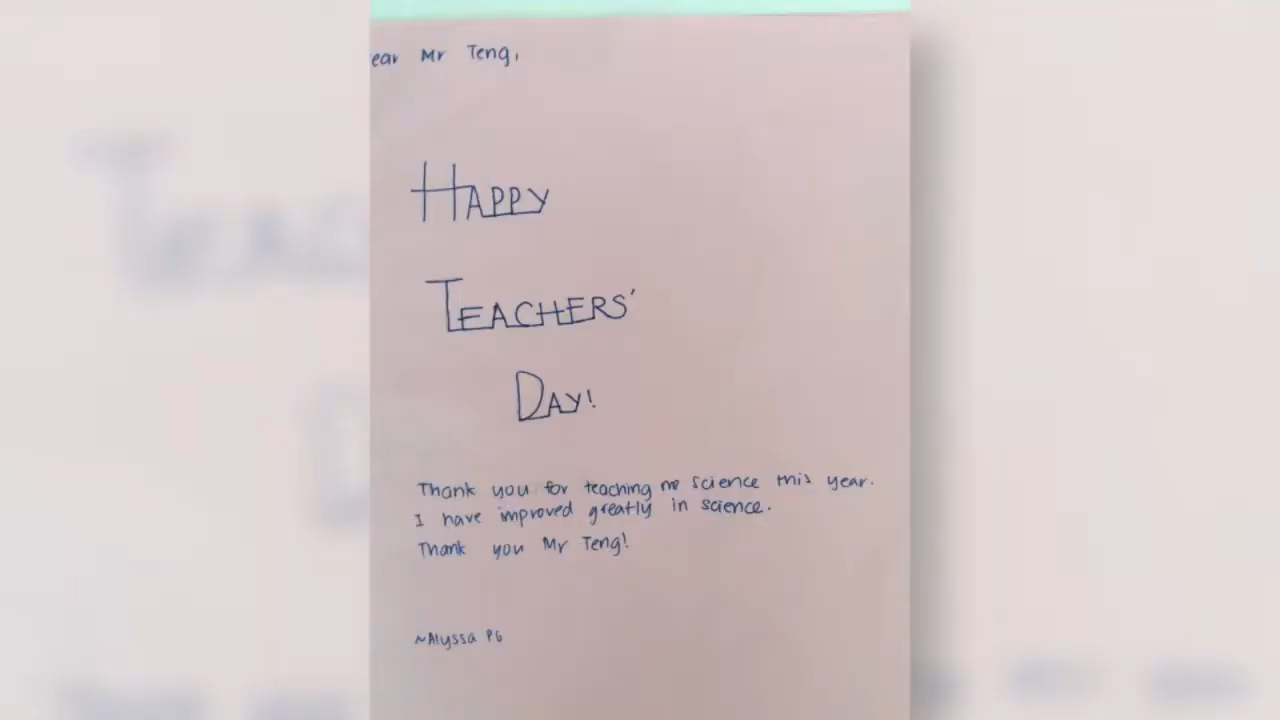 ear Mr Teng,
HAPPY
TEACHERS'
DAY!
Thank you for teaching me science this year.
I have improved greatly in science.
Thank you Mr Teng!
~Alyssa P6